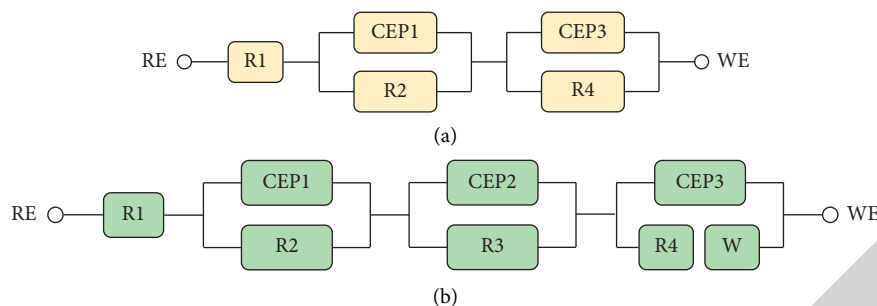 CEP1 CEP3
RE R1 WE
R2 R4
(a)
CEP1 CEP2 CEP3
RE R1 WE
R2 R3 R4 W
(b)